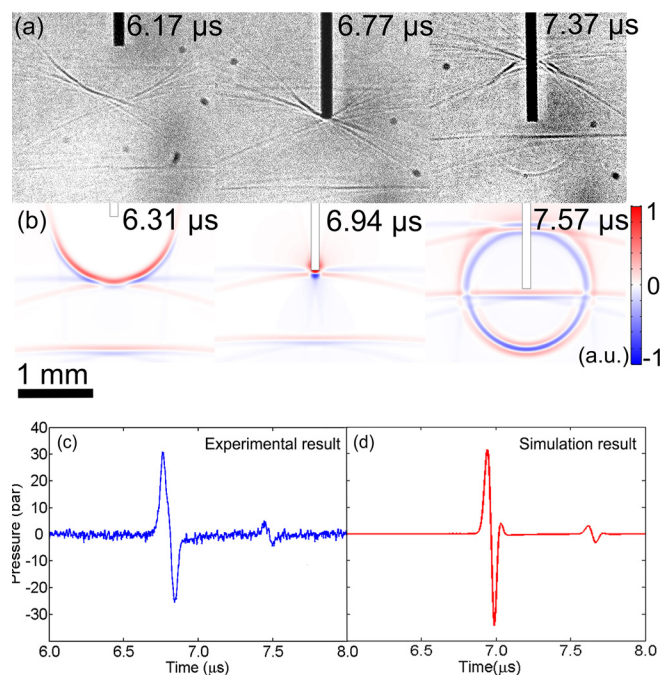 (a) 6.17 µs 6.77 µs 7.37 µs
(b) 6.31 µs 6.94 µs 7.57 µs 1
0
(a.u.) -1
1 mm
(c) Experimental result
(d) Simulation result
Pressure (bar)
40
30
20
10
0
-10
-20
-30
6.0 6.5 7.0 7.5 8.0
Time (µs)
6.0 6.5 7.0 7.5 8.0
Time(µs)